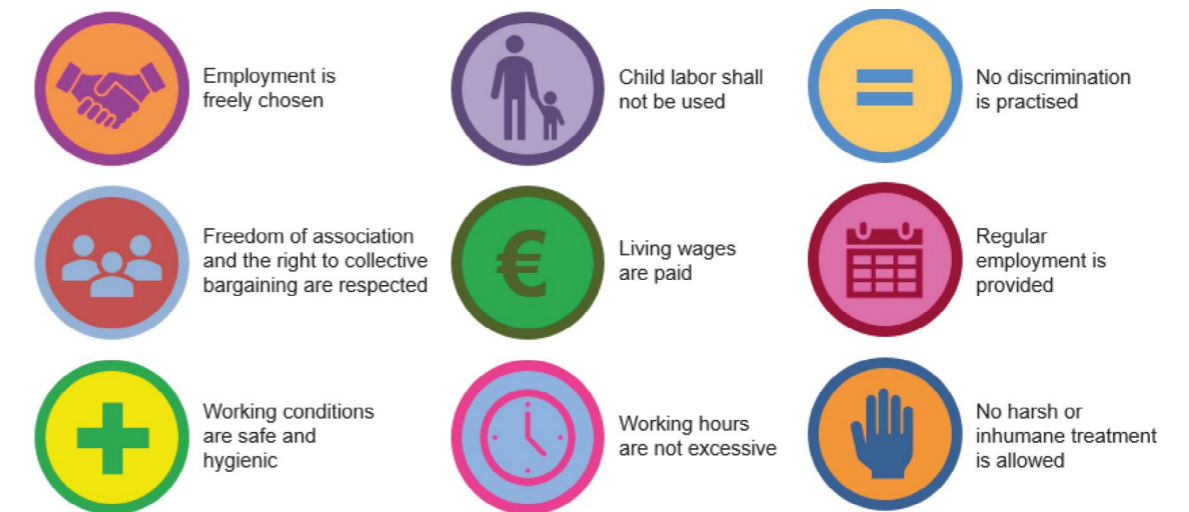 Employment is
freely chosen
Child labor shall
not be used
No discrimination
is practised
Freedom of association
and the right to collective
bargaining are respected
€
Living wages
are paid
Regular
employment is
provided
Working conditions
are safe and
hygienic
Working hours
are not excessive
No harsh or
inhumane treatment
is allowed